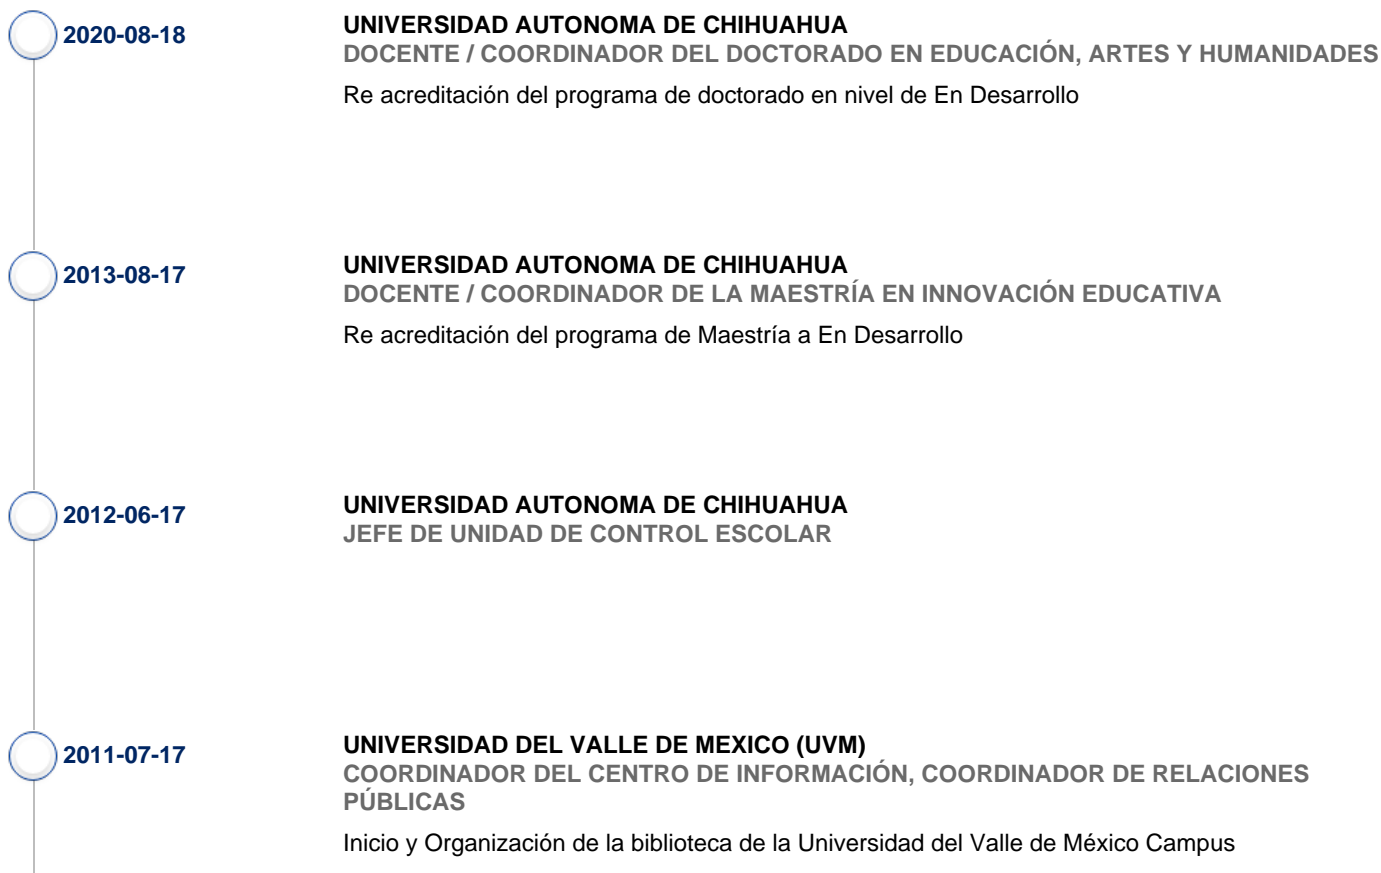 2020-08-18
UNIVERSIDAD AUTONOMA DE CHIHUAHUA
DOCENTE / COORDINADOR DEL DOCTORADO EN EDUCACIÓN, ARTES Y HUMANIDADES
Re acreditación del programa de doctorado en nivel de En Desarrollo
2013-08-17
UNIVERSIDAD AUTONOMA DE CHIHUAHUA
DOCENTE / COORDINADOR DE LA MAESTRÍA EN INNOVACIÓN EDUCATIVA
Re acreditación del programa de Maestría a En Desarrollo
2012-06-17
UNIVERSIDAD AUTONOMA DE CHIHUAHUA
JEFE DE UNIDAD DE CONTROL ESCOLAR
2011-07-17
UNIVERSIDAD DEL VALLE DE MEXICO (UVM)
COORDINADOR DEL CENTRO DE INFORMACIÓN, COORDINADOR DE RELACIONES
PÚBLICAS
Inicio y Organización de la biblioteca de la Universidad del Valle de México Campus